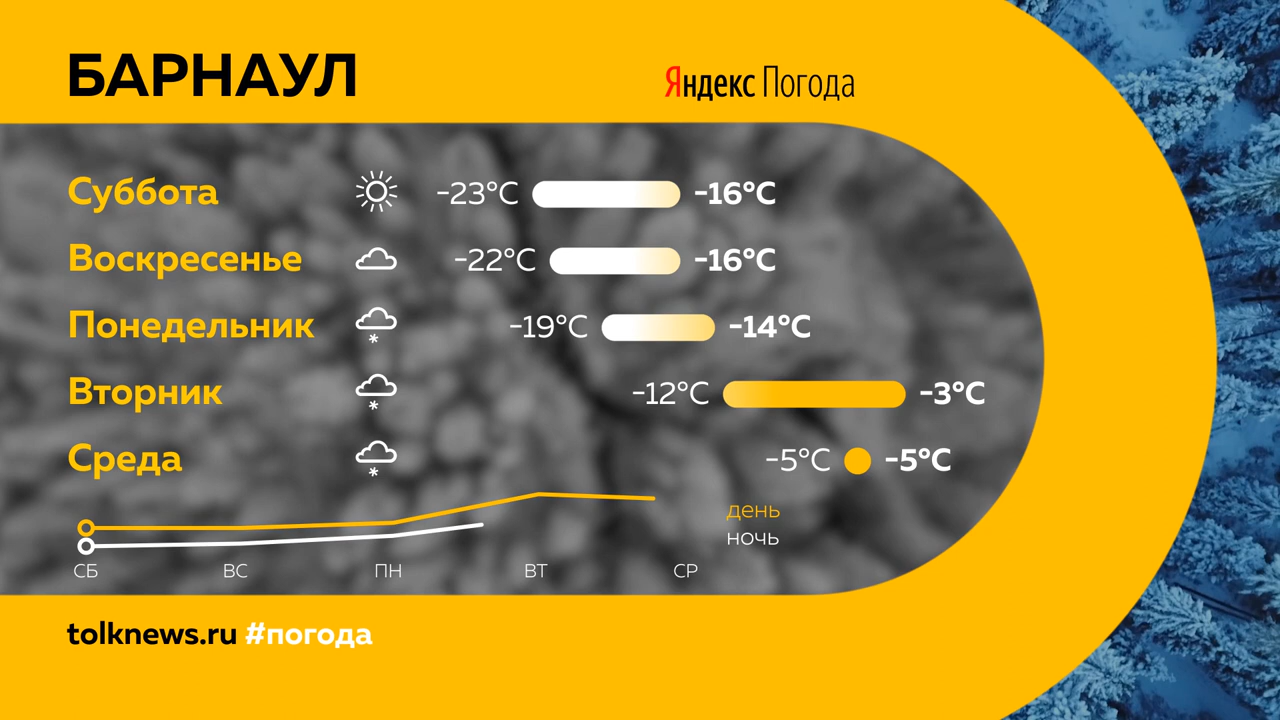 БАРНАУЛ
Яндекс Погода
Суббота -23°C -16°C
Воскресенье -22°C -16°C
Понедельник -19°C -14°C
Вторник -12°C -3°C
Среда -5°C -5°C
день
ночь
СБ ВС ПН ВТ СР
tolknews.ru #погода